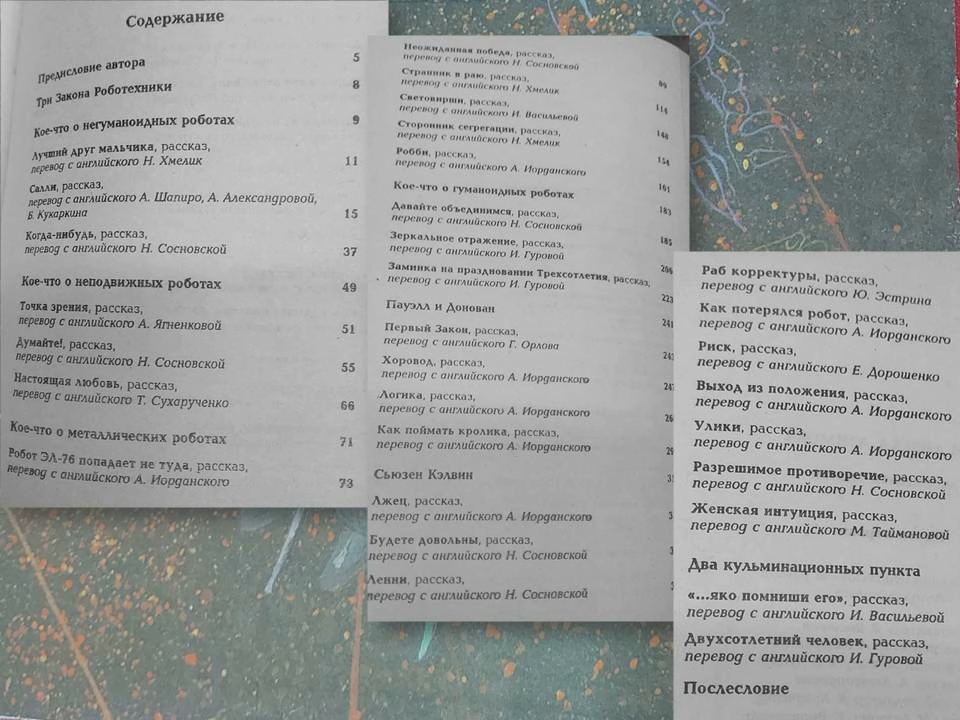 Содержание
Предисловие автора 5
Три Закона Роботехники 8
Кое-что о негуманоидных роботах 9
Лучший друг мальчика, рассказ,
перевод с английского Н. Хмелик 11
Салли, рассказ,
перевод с английского А. Шапиро, А. Александровой,
Б. Кукаркина 15
Когда-нибудь, рассказ,
перевод с английского Н. Сосновской 37
Кое-что о неподвижных роботах 49
Точка зрения, рассказ,
перевод с английского А. Ягненковой 51
Думайте!, рассказ,
перевод с английского Н. Сосновской 55
Настоящая любовь, рассказ,
перевод с английского Т. Сухарученко 66
Кое-что о металлических роботах 71
Робот ЭЛ-76 попадает не туда, рассказ,
перевод с английского А. Иорданского 73
Неожиданная победа, рассказ,
перевод с английского Н. Сосновской
Странник в раю, рассказ,
перевод с английского Н. Хмелик
Световирши, рассказ,
перевод с английского И. Васильевой 114
Сторонник сегрегации, рассказ,
перевод с английского Н. Хмелик 148
Робби, рассказ,
перевод с английского А. Иорданского 154
Кое-что о гуманоидных роботах 161
Давайте объединимся, рассказ,
перевод с английского Н. Сосновской 183
Зеркальное отражение, рассказ,
перевод с английского И. Гуровой 185
Заминка на праздновании Трехсотлетия, рассказ,
перевод с английского И. Гуровой 206
Пауэлл и Донован 223
Первый Закон, рассказ,
перевод с английского Г. Орлова 241
Хоровод, рассказ,
перевод с английского А. Иорданского
Логика, рассказ,
перевод с английского А. Иорданского
Как поймать кролика, рассказ,
перевод с английского А. Иорданского
Сьюзен Кэлвин
Лжец, рассказ,
перевод с английского А. Иорданского
Будете довольны, рассказ,
перевод с английского Н. Сосновской
Ленни, рассказ,
перевод с английского Н. Сосновской
Раб корректуры, рассказ,
перевод с английского Ю. Эстрина
Как потерялся робот, рассказ,
перевод с английского А. Иорданского
Риск, рассказ,
перевод с английского Е. Дорошенко
Выход из положения, рассказ,
перевод с английского А. Иорданского
Улики, рассказ,
перевод с английского А. Иорданского
Разрешимое противоречие, рассказ,
перевод с английского Н. Сосновской
Женская интуиция, рассказ,
перевод с английского М. Таймановой
Два кульминационных пункта
«...яко помниши его», рассказ,
перевод с английского И. Васильевой
Двухсотлетний человек, рассказ,
перевод с английского И. Гуровой
Послесловие